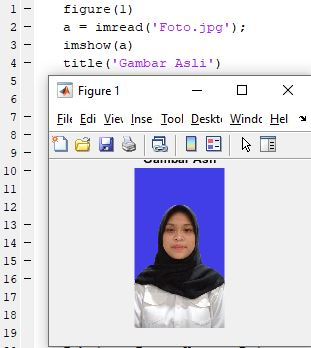 1 – figure(1)
2 – a = imread('Foto.jpg');
3 – imshow(a)
4 – title('Gambar Asli')
5 –
6 –
7 –
8 –
9 –
10 –
11 –
12 –
13 –
14 –
15 –
16 –
17 –
18 –
Figure 1
File Edi Viev Inse Tool Deskto Windc Hel
Gambar Asli